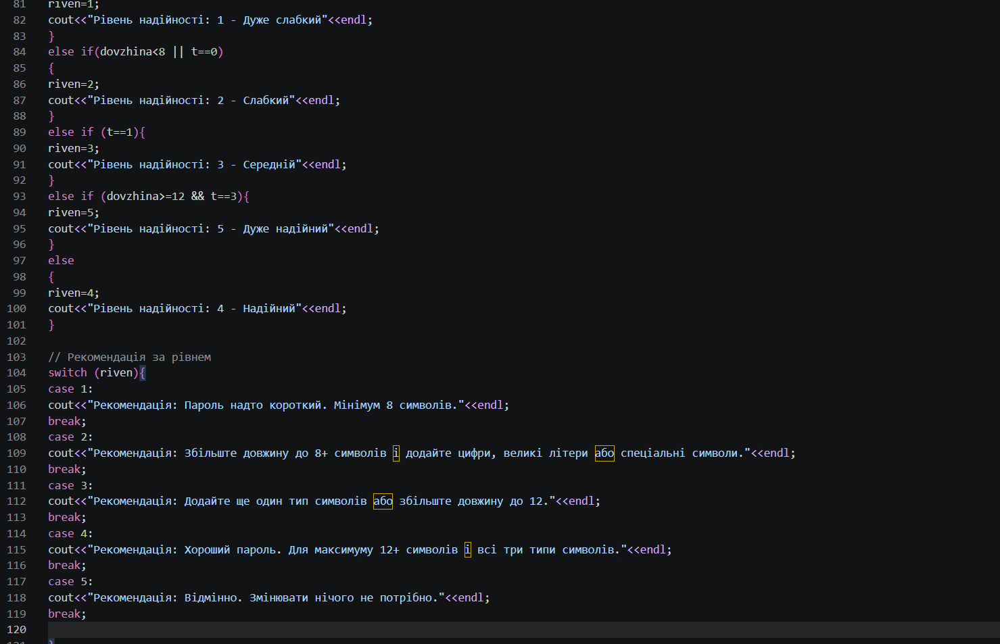 81 riven=1;
82 cout<<"Рівень надійності: 1 - Дуже слабкий"<<endl;
83 }
84 else if(dovzhina<8 || t==0)
85 {
86 riven=2;
87 cout<<"Рівень надійності: 2 - Слабкий"<<endl;
88 }
89 else if (t==1){
90 riven=3;
91 cout<<"Рівень надійності: 3 - Середній"<<endl;
92 }
93 else if (dovzhina>=12 && t==3){
94 riven=5;
95 cout<<"Рівень надійності: 5 - Дуже надійний"<<endl;
96 }
97 else
98 {
99 riven=4;
100 cout<<"Рівень надійності: 4 - Надійний"<<endl;
101 }
102
103 // Рекомендація за рівнем
104 switch (riven){
105 case 1:
106 cout<<"Рекомендація: Пароль надто короткий. Мінімум 8 символів."<<endl;
107 break;
108 case 2:
109 cout<<"Рекомендація: Збільште довжину до 8+ символів і додайте цифри, великі літери або спеціальні символи."<<endl;
110 break;
111 case 3:
112 cout<<"Рекомендація: Додайте ще один тип символів або збільште довжину до 12."<<endl;
113 break;
114 case 4:
115 cout<<"Рекомендація: Хороший пароль. Для максимуму 12+ символів і всі три типи символів."<<endl;
116 break;
117 case 5:
118 cout<<"Рекомендація: Відмінно. Змінювати нічого не потрібно."<<endl;
119 break;
120
121 }